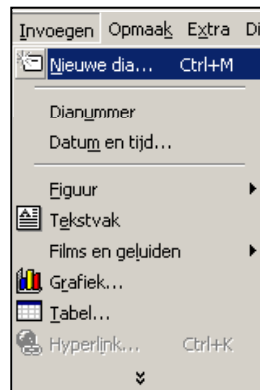 Invoegen Opmaak Extra Di
Nieuwe dia... Ctrl+M
Dianummer
Datum en tijd...
Figuur
Tekstvak
Films en geluiden
Grafiek...
Tabel...
Hyperlink... Ctrl+K